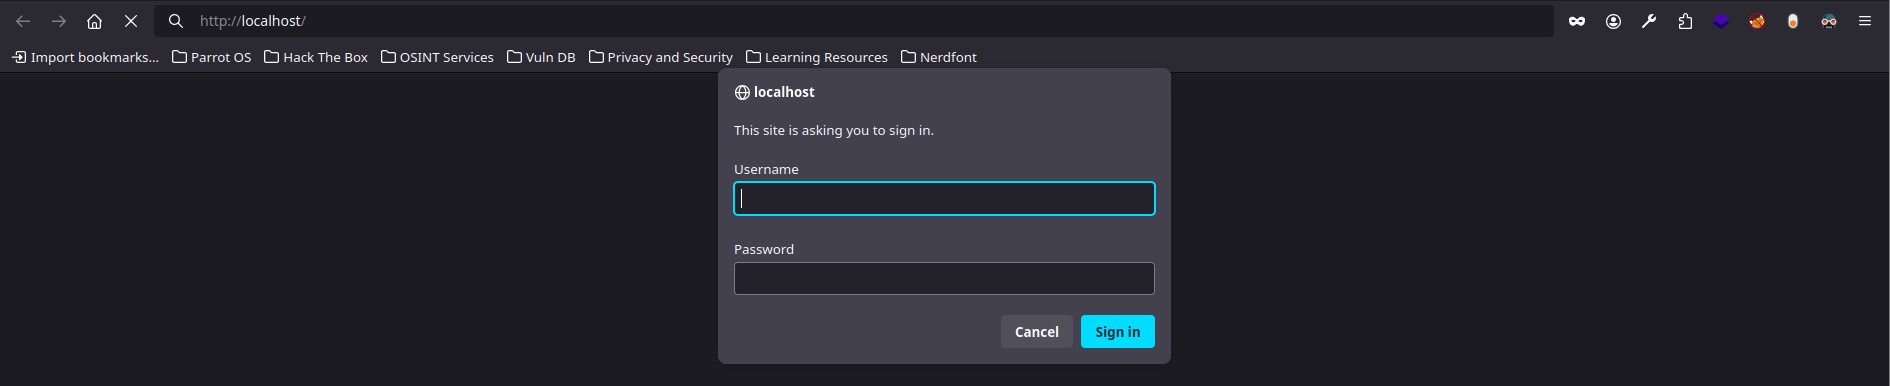 http://localhost/
Import bookmarks... Parrot OS Hack The Box OSINT Services Vuln DB Privacy and Security Learning Resources Nerdfont
localhost
This site is asking you to sign in.
Username
Password
Cancel Sign in